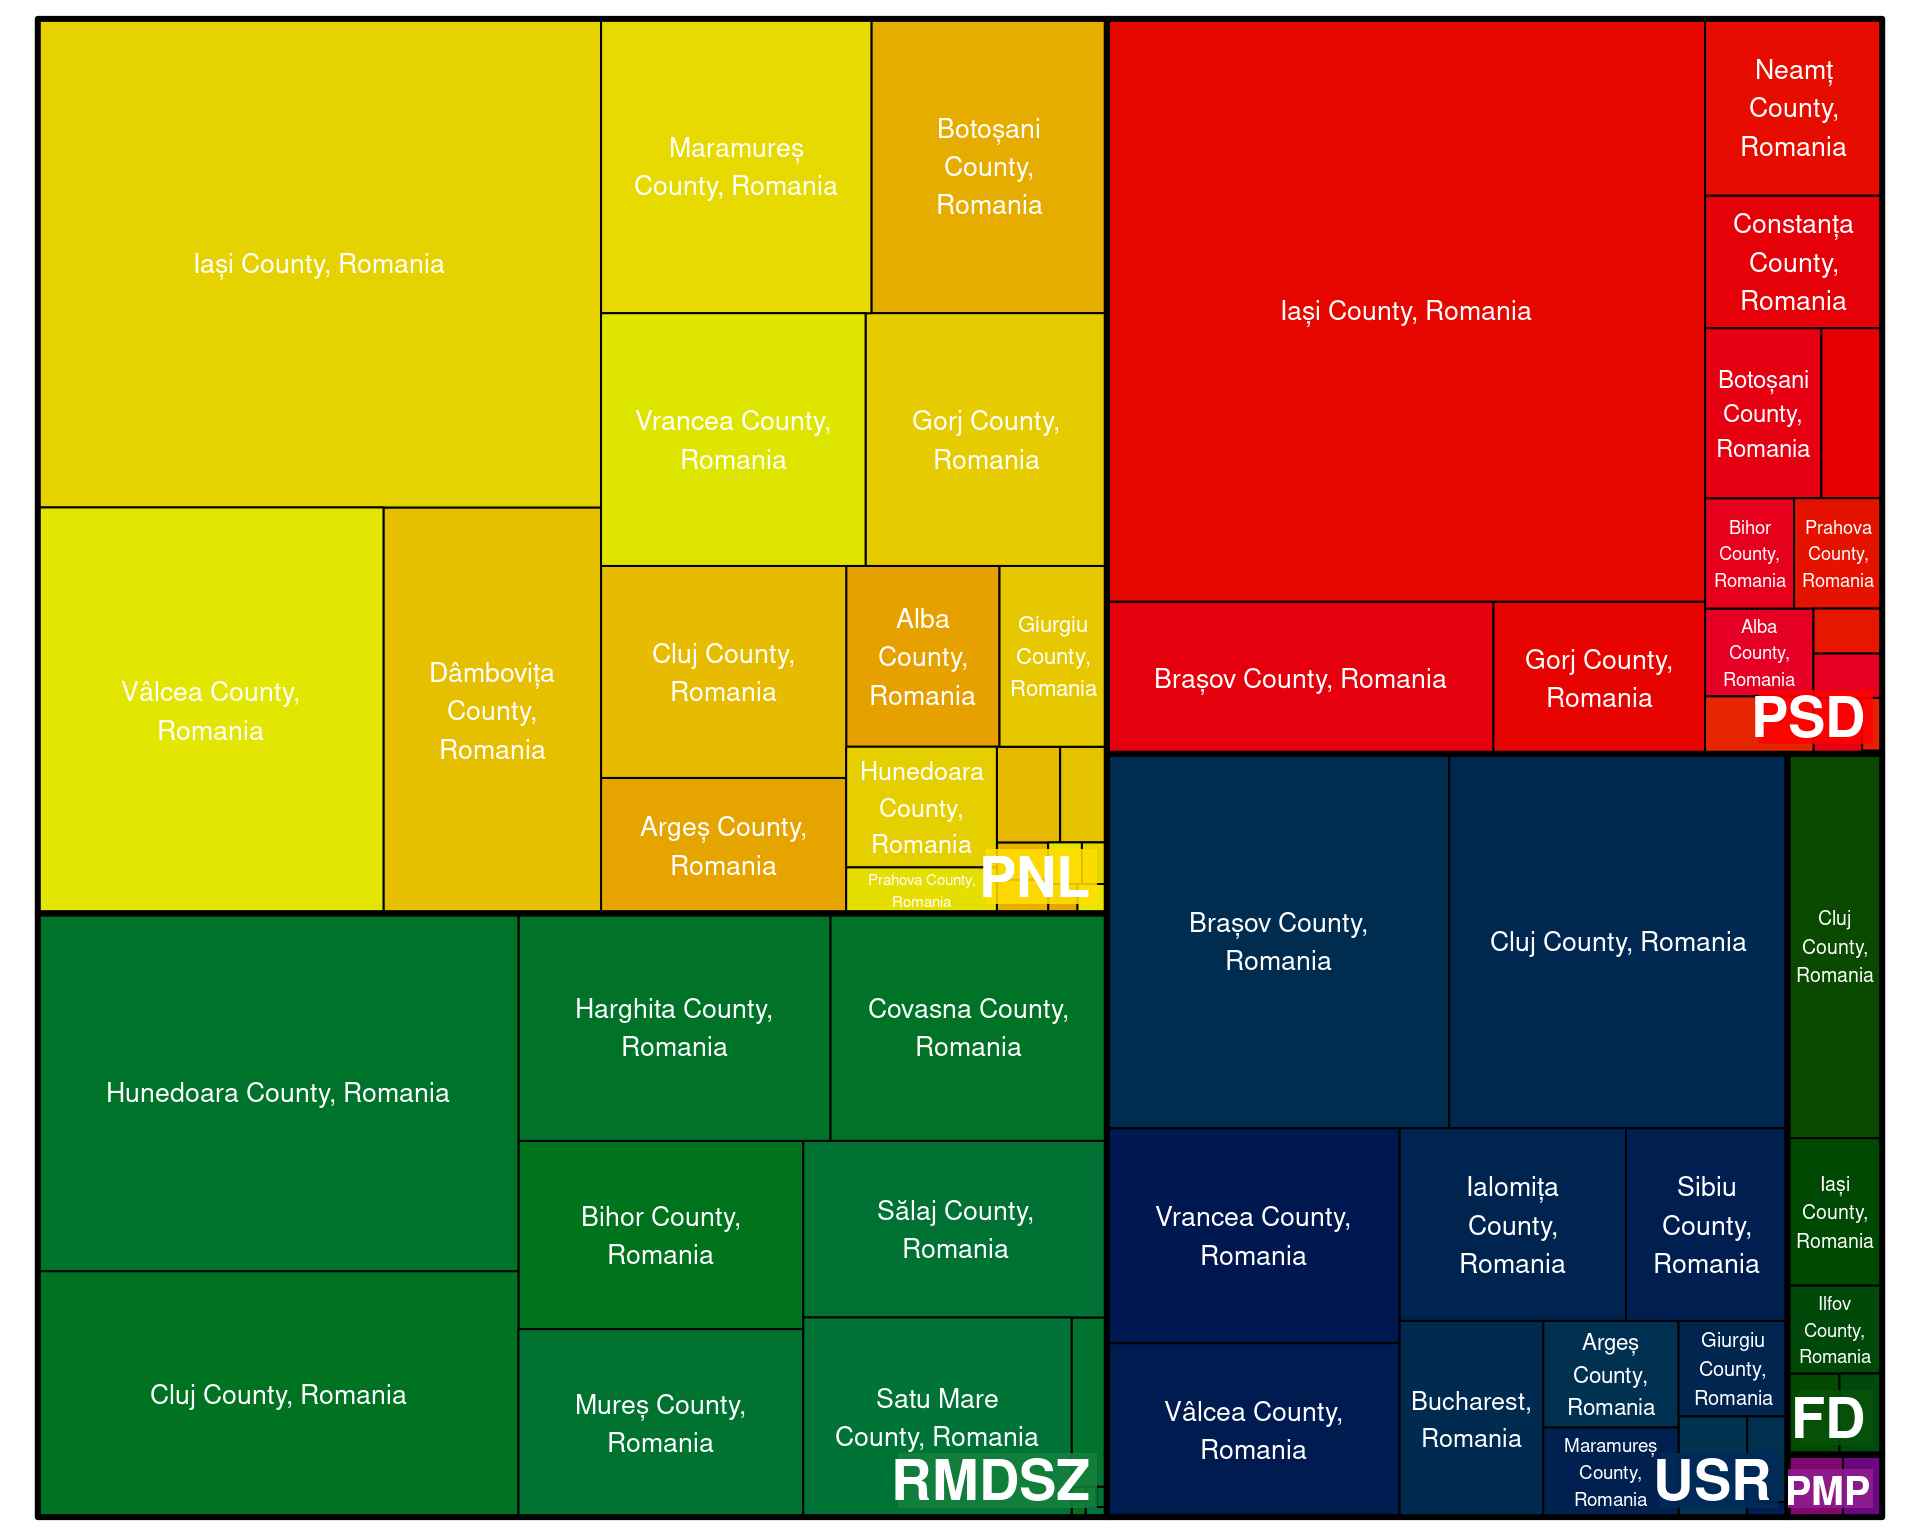 Iași County, Romania
Maramureș
County, Romania
Botoșani
County,
Romania
Vrancea County,
Romania
Gorj County,
Romania
Vâlcea County,
Romania
Dâmbovița
County,
Romania
Cluj County,
Romania
Alba
County,
Romania
Giurgiu
County,
Romania
Argeș County,
Romania
Hunedoara
County,
Romania
Prahova County,
Romania
PNL
Iași County, Romania
Neamț
County,
Romania
Constanța
County,
Romania
Botoșani
County,
Romania
Bihor
County,
Romania
Prahova
County,
Romania
Brașov County, Romania
Gorj County,
Romania
Alba
County,
Romania
PSD
Hunedoara County, Romania
Harghita County,
Romania
Covasna County,
Romania
Bihor County,
Romania
Sălaj County,
Romania
Cluj County, Romania
Mureș County,
Romania
Satu Mare
County, Romania
RMDSZ
Brașov County,
Romania
Cluj County, Romania
Vrancea County,
Romania
Ialomița
County,
Romania
Sibiu
County,
Romania
Vâlcea County,
Romania
Bucharest,
Romania
Argeș
County,
Romania
Giurgiu
County,
Romania
Maramureș
County,
Romania
USR
Cluj
County,
Romania
Iași
County,
Romania
Ilfov
County,
Romania
FD
PMP